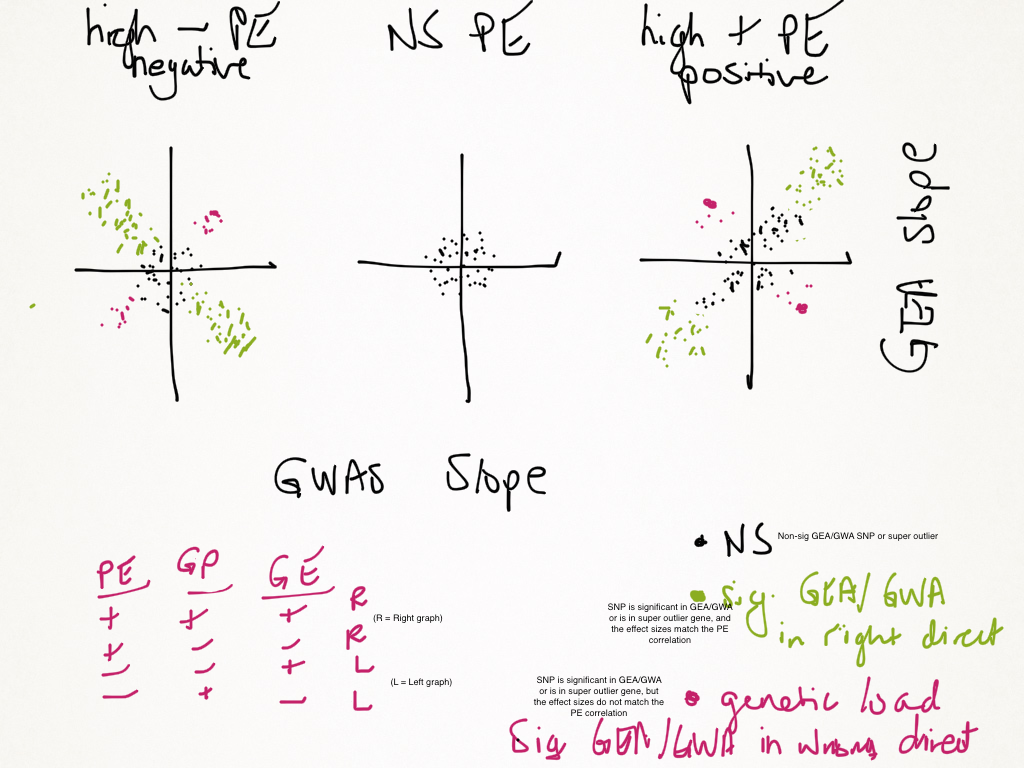 high – PE
negative
NS PE
high + PE
positive
GEA Slope
GWAS Slope
PE GP GE
+ + + R
(R = Right graph)
+ – – R
– – + L
(L = Left graph)
– + – L
• NS
Non-sig GEA/GWA SNP or super outlier
• sig. GEA/GWA
in right direct
SNP is significant in GEA/GWA
or is in super outlier gene, and
the effect sizes match the PE
correlation
SNP is significant in GEA/GWA
or is in super outlier gene, but
the effect sizes do not match the
PE correlation
• genetic load
Sig GEA/GWA in wrong direct